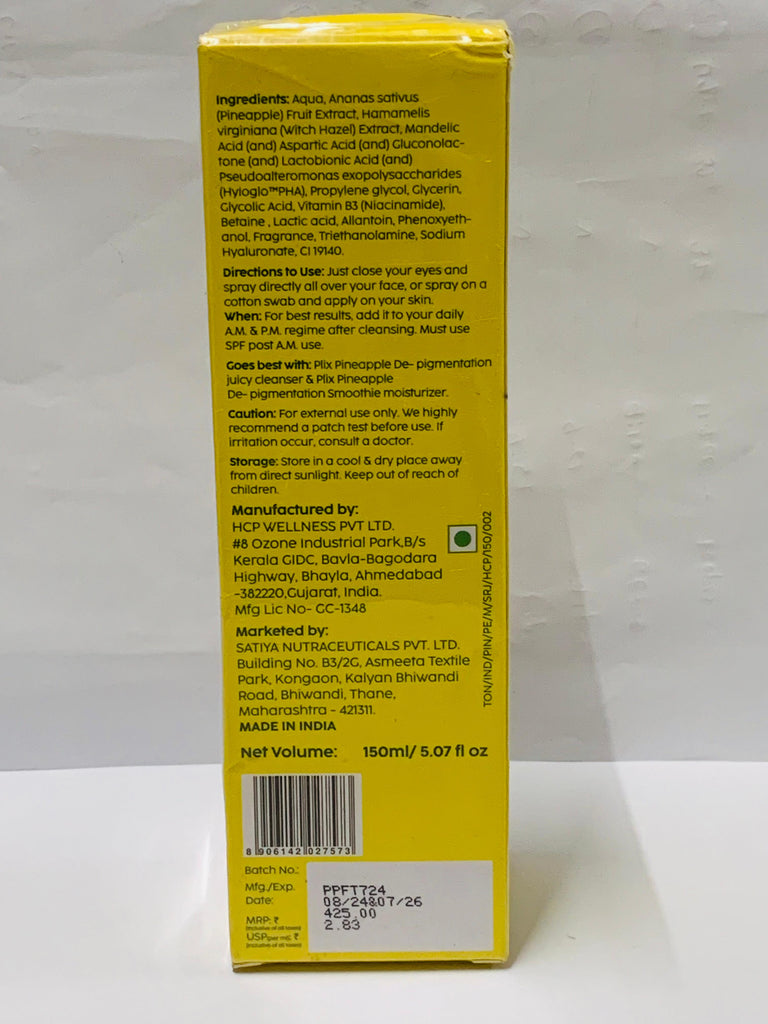 Ingredients: Aqua, Ananas sativus
(Pineapple) Fruit Extract, Hamamelis
virginiana (Witch Hazel) Extract, Mandelic
Acid (and) Aspartic Acid (and) Gluconolac-
tone (and) Lactobionic Acid (and)
Pseudoalteromonas exopolysaccharides
(Hyloglo™PHA), Propylene glycol, Glycerin,
Glycolic Acid, Vitamin B3 (Niacinamide),
Betaine , Lactic acid, Allantoin, Phenoxyeth-
anol, Fragrance, Triethanolamine, Sodium
Hyaluronate, CI 19140.
Directions to Use: Just close your eyes and
spray directly all over your face, or spray on a
cotton swab and apply on your skin.
When: For best results, add it to your daily
A.M. & P.M. regime after cleansing. Must use
SPF post A.M. use.
Goes best with: Plix Pineapple De- pigmentation
juicy cleanser & Plix Pineapple
De- pigmentation Smoothie moisturizer.
Caution: For external use only. We highly
recommend a patch test before use. If
irritation occur, consult a doctor.
Storage: Store in a cool & dry place away
from direct sunlight. Keep out of reach of
children.
Manufactured by:
HCP WELLNESS PVT LTD.
#8 Ozone Industrial Park,B/s
Kerala GIDC, Bavla-Bagodara
Highway, Bhayla, Ahmedabad
-382220,Gujarat, India.
Mfg Lic No- GC-1348
TON/IND/PIN/PE/M/SRJ/HCP/150/002
Marketed by:
SATIYA NUTRACEUTICALS PVT. LTD.
Building No. B3/2G, Asmeeta Textile
Park, Kongaon, Kalyan Bhiwandi
Road, Bhiwandi, Thane,
Maharashtra - 421311.
MADE IN INDIA
Net Volume: 150ml/ 5.07 fl oz
8 906142 027573
Batch No.: PPFT724
Mfg./Exp.
Date: 08/24&07/26
MRP: ₹ 425.00
(Inclusive of all taxes)
USP(per ml): ₹ 2.83
(Inclusive of all taxes)